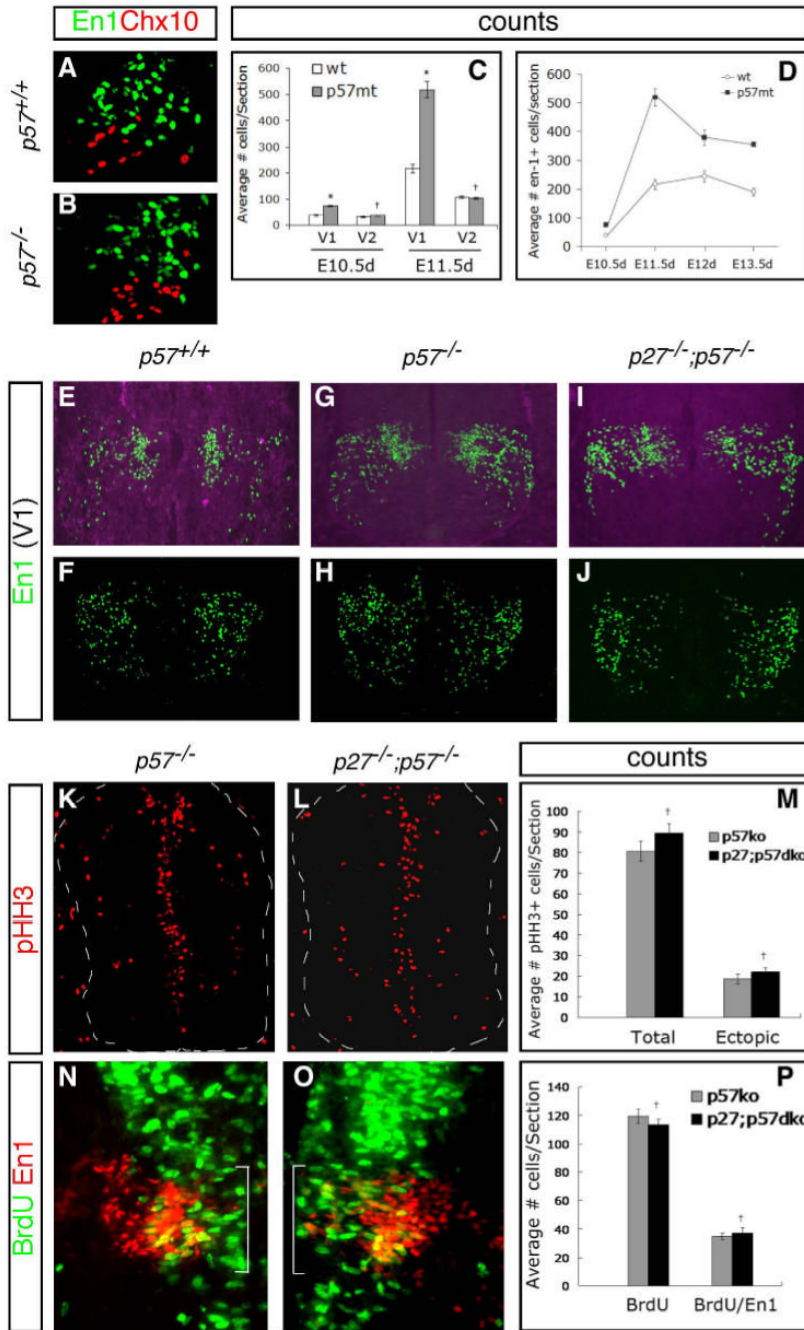 En1Chx10
counts
p57+/+
A
p57-/-
B
C
wt
p57mt
Average # cells/Section
600
500
400
300
200
100
0
*
†
*
†
V1 V2 V1 V2
E10.5d E11.5d
D
wt
p57mt
Average # en-1+ cells/section
600
500
400
300
200
100
0
E10.5d E11.5d E12d E13.5d
p57+/+ p57-/- p27-/-;p57-/-
En1 (V1)
E G I
F H J
p57-/- p27-/-;p57-/- counts
pHH3
K L M
p57ko
p27;p57dko
Average # pHH3+ cells/Section
100
90
80
70
60
50
40
30
20
10
0
†
†
Total Ectopic
BrdU En1
N O P
p57ko
p27;p57dko
Average # cells/Section
140
120
100
80
60
40
20
0
†
†
BrdU BrdU/En1